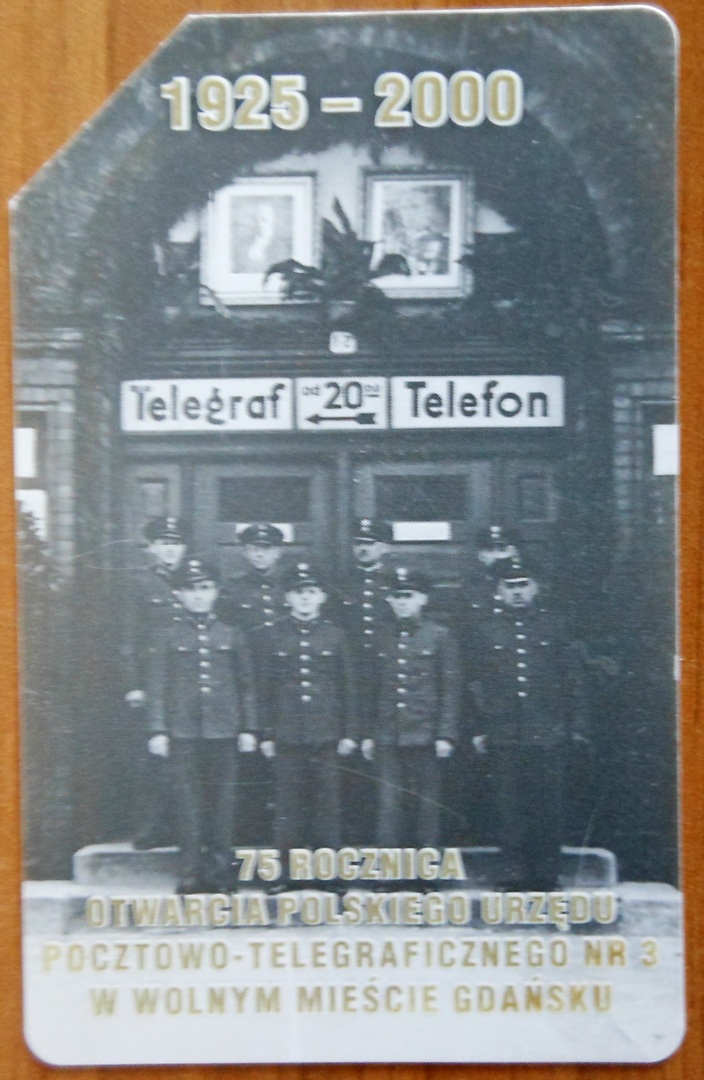 1925 - 2000
Telegraf od 20 Telefon
75 ROCZNICA
OTWARCIA POLSKIEGO URZĘDU
POCZTOWO-TELEGRAFICZNEGO NR 3
W WOLNYM MIEŚCIE GDAŃSKU